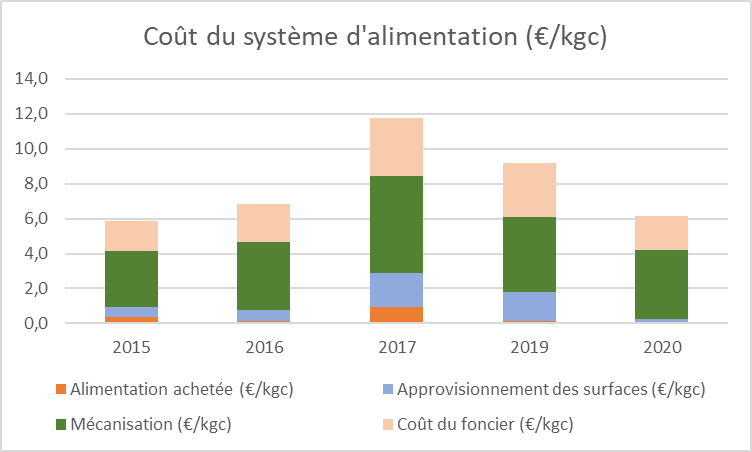 Coût du système d'alimentation (€/kgc)
14,0
12,0
10,0
8,0
6,0
4,0
2,0
0,0
2015 2016 2017 2019 2020
Alimentation achetée (€/kgc) Approvisionnement des surfaces (€/kgc)
Mécanisation (€/kgc) Coût du foncier (€/kgc)